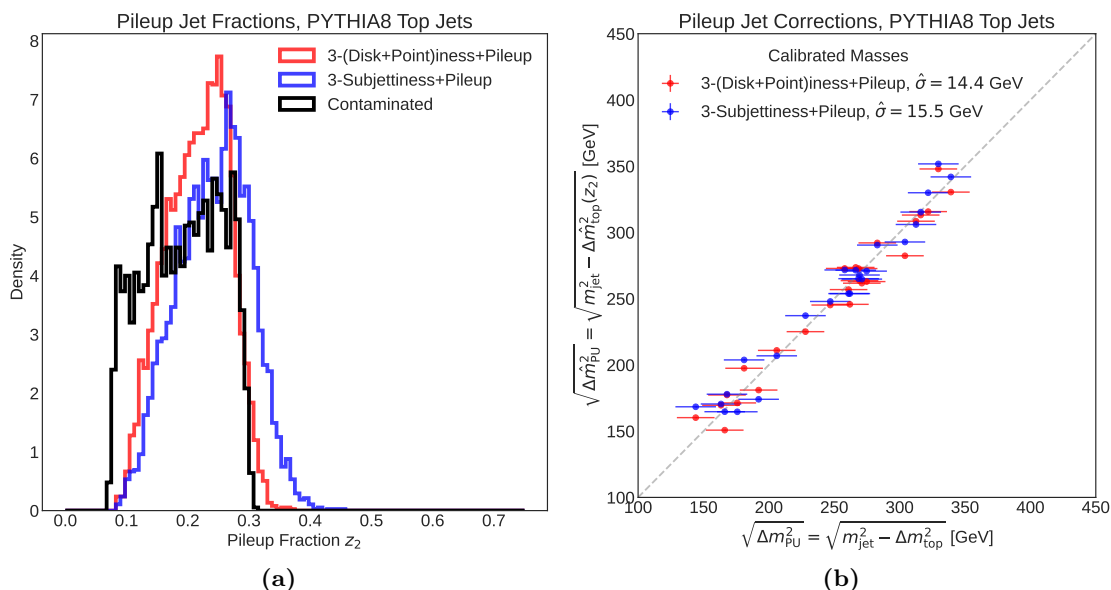 Pileup Jet Fractions, PYTHIA8 Top Jets
8
7
6
5
4
3
2
1
0
Density
3-(Disk+Point)iness+Pileup
3-Subjettiness+Pileup
Contaminated
0.0 0.1 0.2 0.3 0.4 0.5 0.6 0.7
Pileup Fraction z₂
(a)
Pileup Jet Corrections, PYTHIA8 Top Jets
450
400
350
300
250
200
150
100
√Δm̂²_PU = √m²_jet − Δm̂²_top(z₂) [GeV]
Calibrated Masses
3-(Disk+Point)iness+Pileup, σ̂ = 14.4 GeV
3-Subjettiness+Pileup, σ̂ = 15.5 GeV
100 150 200 250 300 350 400 450
√Δm²_PU = √m²_jet − Δm²_top [GeV]
(b)